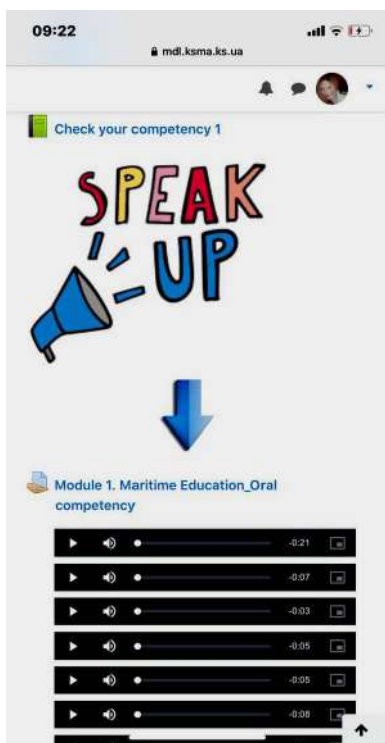 09:22
mdl.ksma.ks.ua
Check your competency 1
SPEAK
UP
Module 1. Maritime Education_Oral
competency
-0:21
-0:07
-0:03
-0:05
-0:05
-0:08